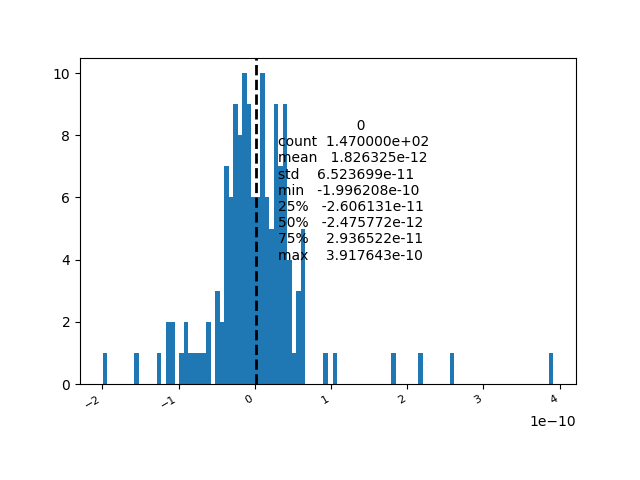 10
8
6
4
2
0
0
count 1.470000e+02
mean 1.826325e-12
std 6.523699e-11
min -1.996208e-10
25% -2.606131e-11
50% -2.475772e-12
75% 2.936522e-11
max 3.917643e-10
−2 −1 0 1 2 3 4
1e−10